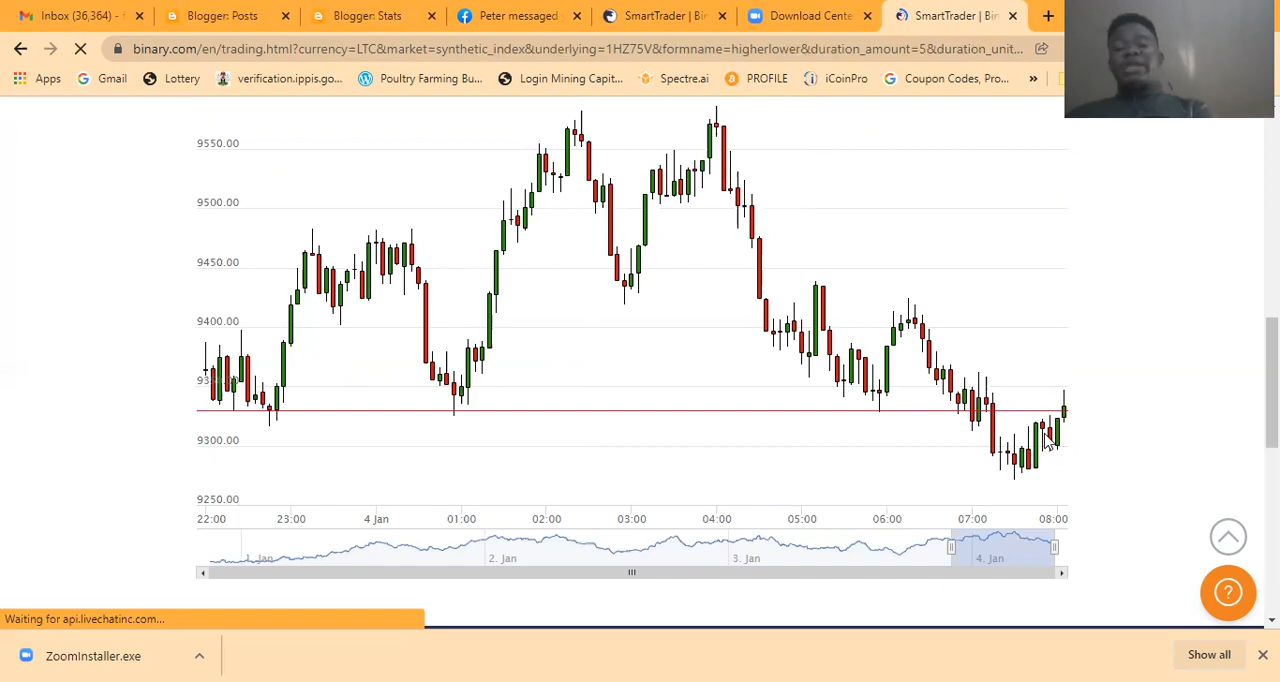 Inbox (36,364) - f
Blogger: Posts
Blogger: Stats
Peter messaged
SmartTrader | Bin
Download Cente
SmartTrader | Bin
binary.com/en/trading.html?currency=LTC&market=synthetic_index&underlying=1HZ75V&formname=higherlower&duration_amount=5&duration_unit...
Apps
Gmail
Lottery
verification.ippis.go...
Poultry Farming Bu...
Login Mining Capit...
Spectre.ai
PROFILE
iCoinPro
Coupon Codes, Pro...
»
9550.00
9500.00
9450.00
9400.00
9300.00
9250.00
22:00 23:00 4 Jan 01:00 02:00 03:00 04:00 05:00 06:00 07:00 08:00
1. Jan 2. Jan 3. Jan 4. Jan
Waiting for api.livechatinc.com...
ZoomInstaller.exe
Show all